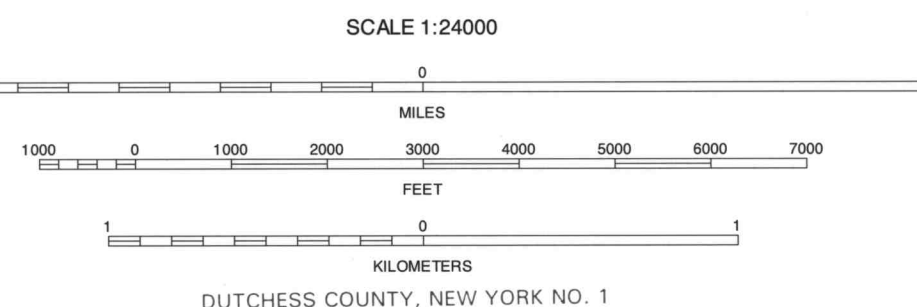 SCALE 1:24000
0
MILES
1000 0 1000 2000 3000 4000 5000 6000 7000
FEET
1 0 1
KILOMETERS
DUTCHESS COUNTY, NEW YORK NO. 1